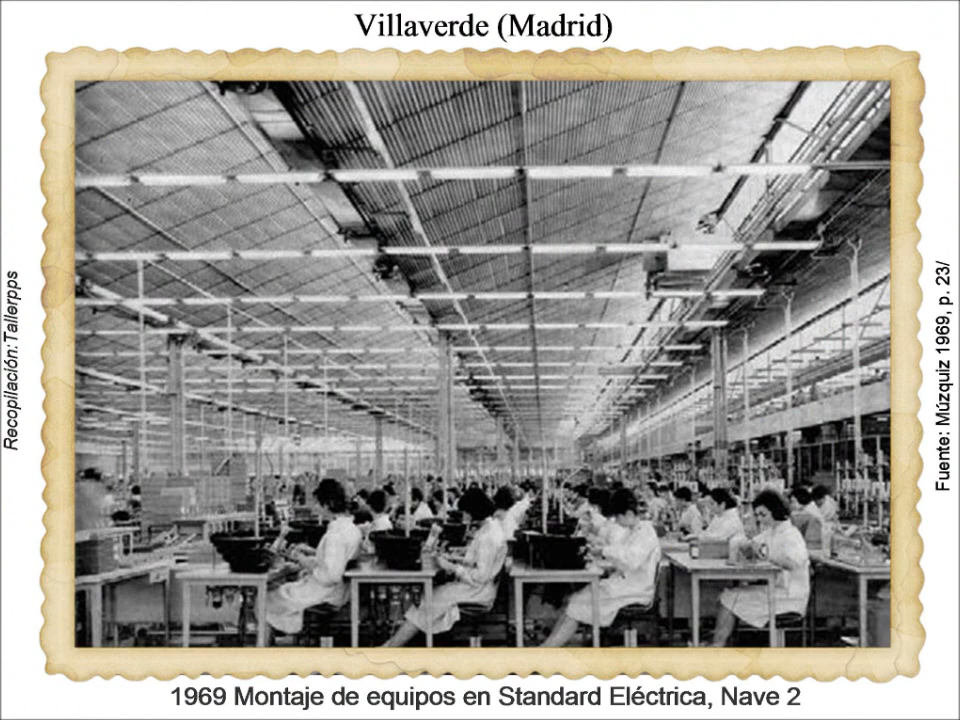 Villaverde (Madrid)
Recopilación:Tallerpps
Fuente: Múzquiz 1969, p. 23/
1969 Montaje de equipos en Standard Eléctrica, Nave 2